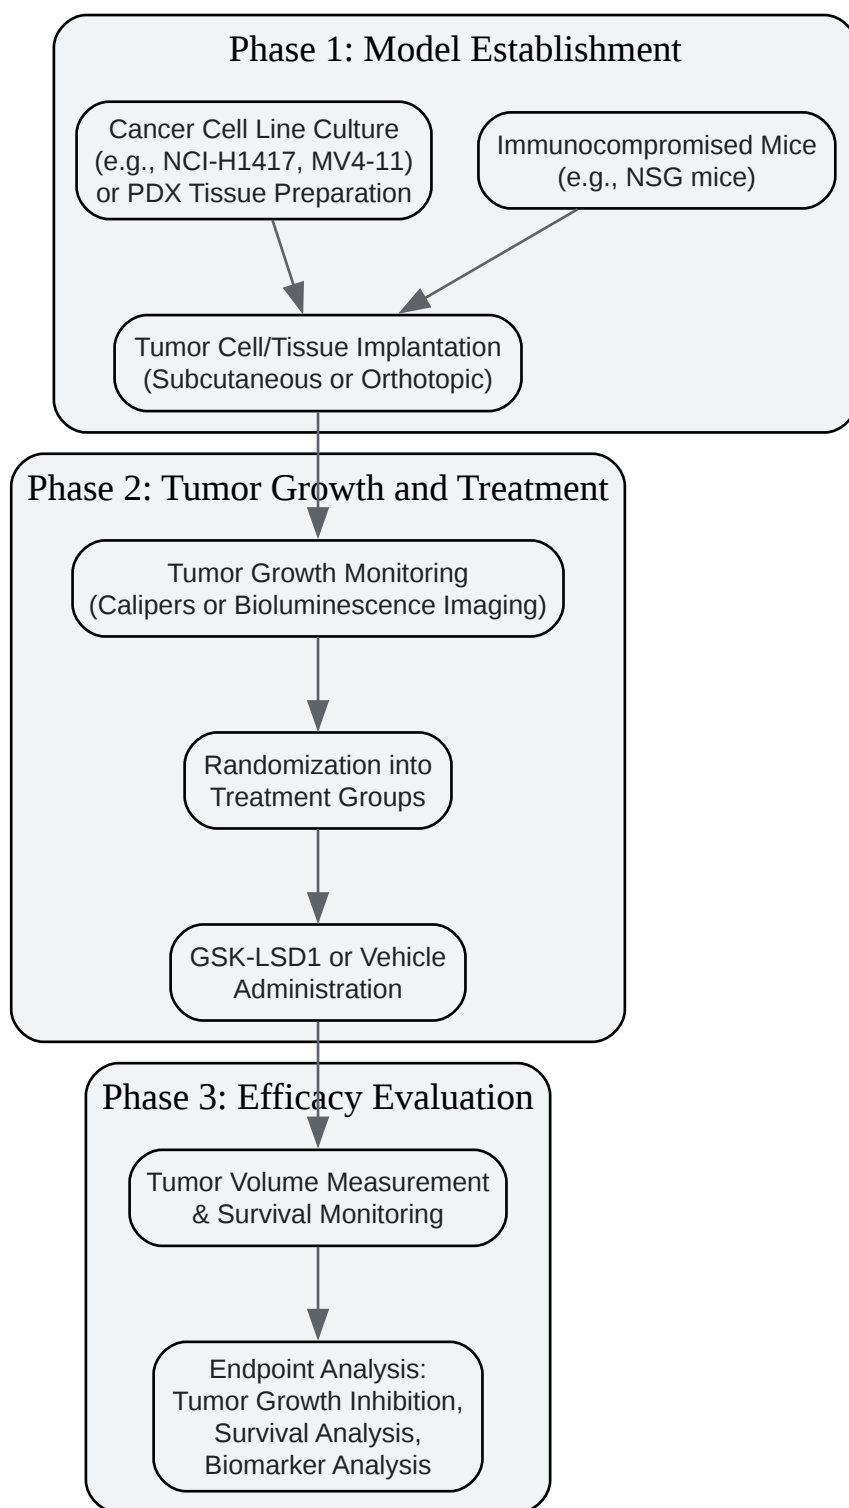 Phase 1: Model Establishment
Cancer Cell Line Culture
(e.g., NCI-H1417, MV4-11)
or PDX Tissue Preparation
Immunocompromised Mice
(e.g., NSG mice)
Tumor Cell/Tissue Implantation
(Subcutaneous or Orthotopic)
Phase 2: Tumor Growth and Treatment
Tumor Growth Monitoring
(Calipers or Bioluminescence Imaging)
Randomization into
Treatment Groups
GSK-LSD1 or Vehicle
Administration
Phase 3: Efficacy Evaluation
Tumor Volume Measurement
& Survival Monitoring
Endpoint Analysis:
Tumor Growth Inhibition,
Survival Analysis,
Biomarker Analysis